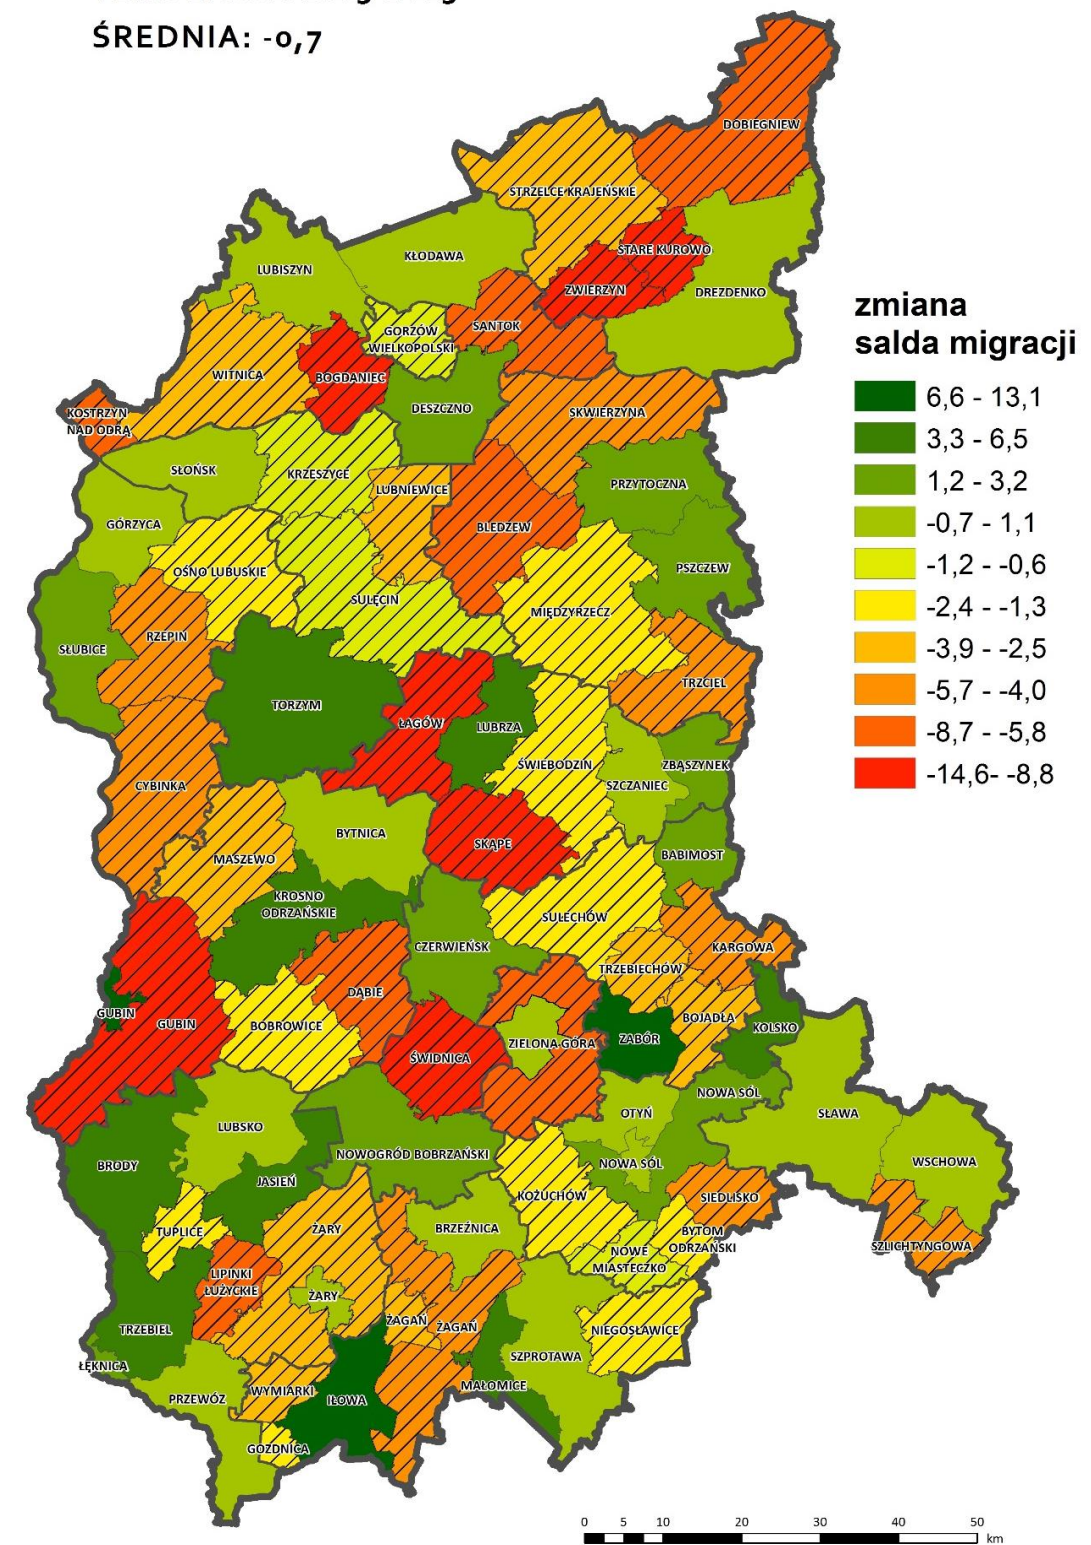 ŚREDNIA: -0,7
DOBIEGNIEW
STRZELCE KRAJEŃSKIE
STARE KUROWO
KŁODAWA
LUBISZYN
ZWIERZYN
DREZDENKO
zmiana
salda migracji
6,6 - 13,1
3,3 - 6,5
1,2 - 3,2
-0,7 - 1,1
-1,2 - -0,6
-2,4 - -1,3
-3,9 - -2,5
-5,7 - -4,0
-8,7 - -5,8
-14,6- -8,8
SANTOK
GORZÓW
WIELKOPOLSKI
WITNICA
BOGDANIEC
DESZCZNO
SKWIERZYNA
KOSTRZYN
NAD ODRĄ
SŁOŃSK
KRZESZYCE
LUBNIEWICE
PRZYTOCZNA
GÓRZYCA
BLEDZEW
OŚNO LUBUSKIE
PSZCZEW
SULĘCIN
MIĘDZYRZECZ
RZEPIN
SŁUBICE
TRZCIEL
TORZYM
ŁAGÓW
LUBRZA
ŚWIEBODZIN
ZBĄSZYNEK
CYBINKA
SZCZANIEC
BYTNICA
SKĄPE
MASZEWO
BABIMOST
KROSNO
ODRZAŃSKIE
SULECHÓW
CZERWIEŃSK
KARGOWA
TRZEBIECHÓW
DĄBIE
GUBIN
GUBIN
BOBROWICE
BOJADŁA
KOLSKO
ZABÓR
ZIELONA GÓRA
ŚWIDNICA
NOWA SÓL
OTYŃ
SŁAWA
LUBSKO
NOWOGRÓD BOBRZAŃSKI
NOWA SÓL
WSCHOWA
BRODY
JASIEŃ
KOŻUCHÓW
SIEDLISKO
TUPLICE
ŻARY
BRZEŹNICA
BYTOM
ODRZAŃSKI
NOWE
MIASTECZKO
SZLICHTYNGOWA
LIPINKI
ŁUŻYCKIE
ŻARY
ŻAGAŃ
ŻAGAŃ
TRZEBIEL
NIEGOSŁAWICE
SZPROTAWA
ŁĘKNICA
MAŁOMICE
PRZEWÓZ
WYMIARKI
IŁOWA
GOZDNICA
0 5 10 20 30 40 50
km